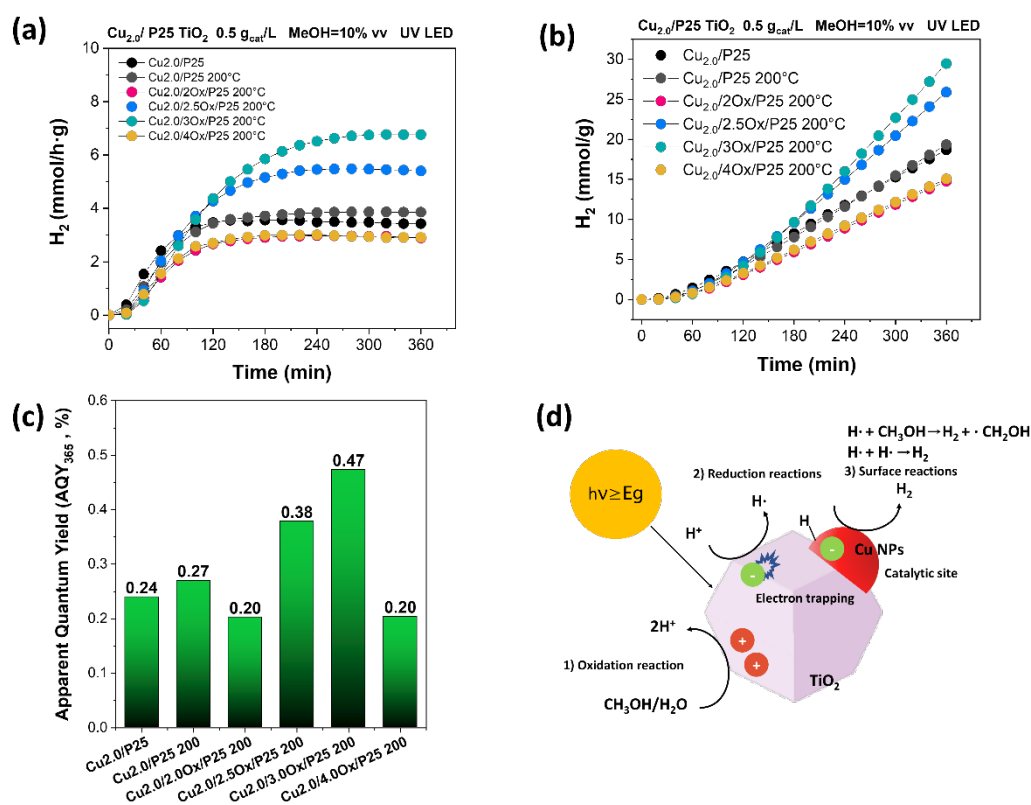 (a)
Cu2.0/ P25 TiO2 0.5 gcat/L MeOH=10% vv UV LED
H2 (mmol/h·g)
10
8
6
4
2
0
Cu2.0/P25
Cu2.0/P25 200°C
Cu2.0/2Ox/P25 200°C
Cu2.0/2.5Ox/P25 200°C
Cu2.0/3Ox/P25 200°C
Cu2.0/4Ox/P25 200°C
0 60 120 180 240 300 360
Time (min)
(b)
Cu2.0/P25 TiO2 0.5 gcat/L MeOH=10% vv UV LED
H2 (mmol/g)
35
30
25
20
15
10
5
0
Cu2.0/P25
Cu2.0/P25 200°C
Cu2.0/2Ox/P25 200°C
Cu2.0/2.5Ox/P25 200°C
Cu2.0/3Ox/P25 200°C
Cu2.0/4Ox/P25 200°C
0 60 120 180 240 300 360
Time (min)
(c)
Apparent Quantum Yield (AQY365 , %)
0.6
0.5
0.4
0.3
0.2
0.1
0.0
0.24
0.27
0.20
0.38
0.47
0.20
Cu2.0/P25
Cu2.0/P25 200
Cu2.0/2.0Ox/P25 200
Cu2.0/2.5Ox/P25 200
Cu2.0/3.0Ox/P25 200
Cu2.0/4.0Ox/P25 200
(d)
H· + CH3OH→H2 + · CH2OH
H· + H· →H2
3) Surface reactions
2) Reduction reactions
hν≥Eg
H·
H2
H+
H
-
Cu NPs
-
Catalytic site
Electron trapping
2H+
+
+
1) Oxidation reaction
TiO2
CH3OH/H2O